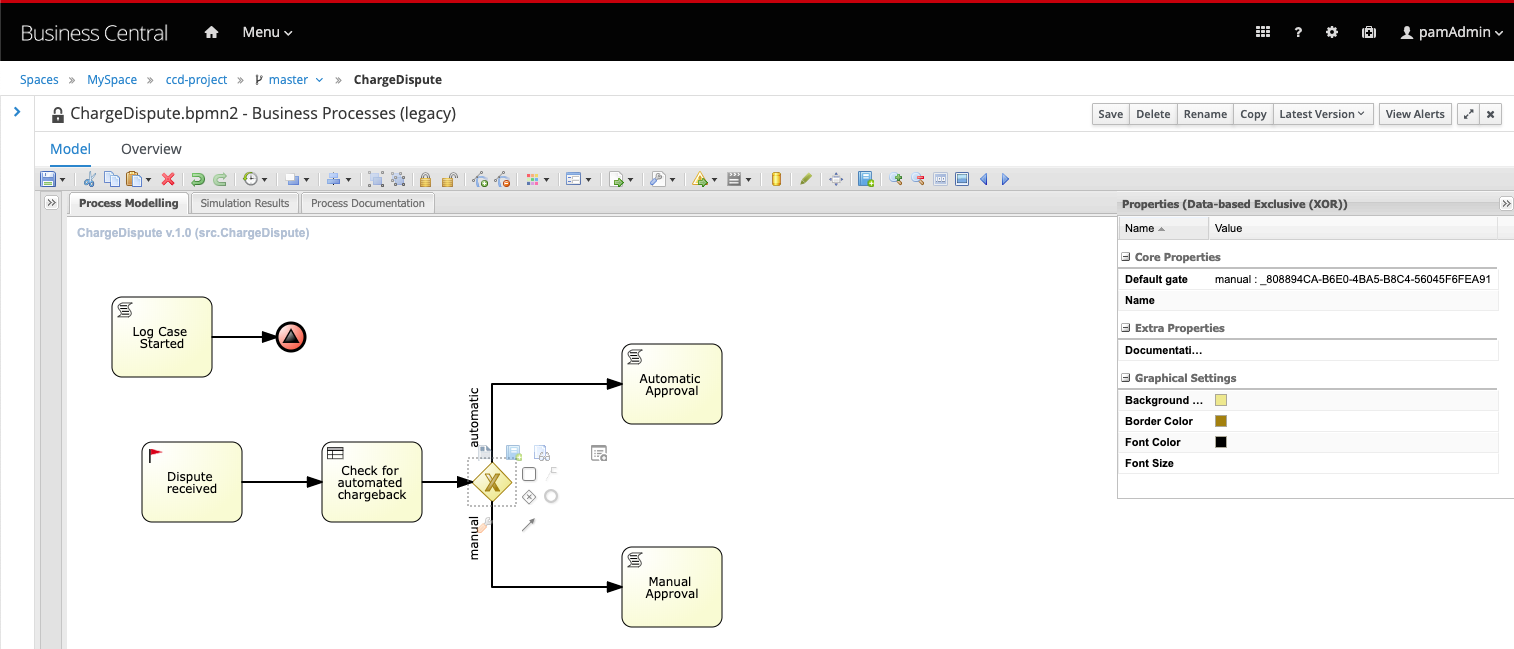 Business Central Menu ? pamAdmin
Spaces » MySpace » ccd-project » master » ChargeDispute
ChargeDispute.bpmn2 - Business Processes (legacy)
Save Delete Rename Copy Latest Version View Alerts
Model Overview
Process Modelling Simulation Results Process Documentation
ChargeDispute v.1.0 (src.ChargeDispute)
Log Case
Started
Dispute
received
Check for
automated
chargeback
automatic
manual
Automatic
Approval
Manual
Approval
Properties (Data-based Exclusive (XOR))
Name Value
Core Properties
Default gate manual : _808894CA-B6E0-4BA5-B8C4-56045F6FEA91
Name
Extra Properties
Documentati...
Graphical Settings
Background ...
Border Color
Font Color
Font Size